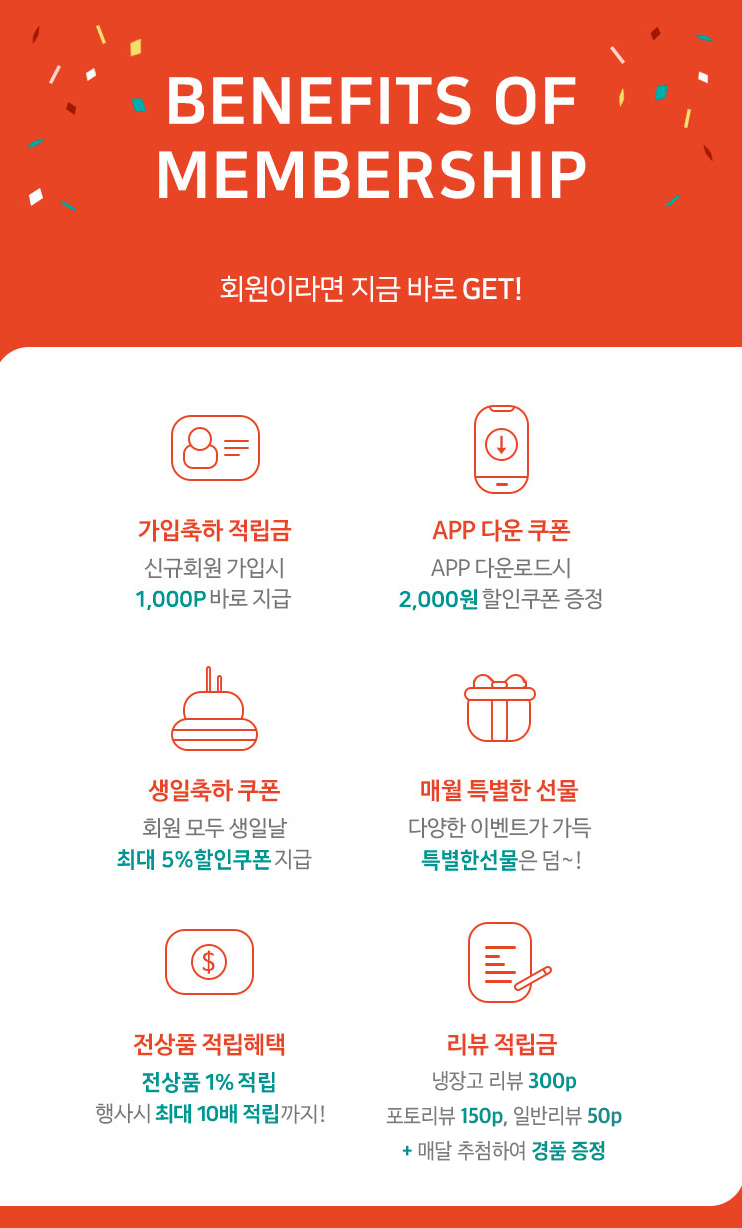 BENEFITS OF
MEMBERSHIP
회원이라면 지금 바로 GET!
가입축하 적립금
신규회원 가입시
1,000P 바로 지급
APP 다운 쿠폰
APP 다운로드시
2,000원 할인쿠폰 증정
생일축하 쿠폰
회원 모두 생일날
최대 5%할인쿠폰 지급
매월 특별한 선물
다양한 이벤트가 가득
특별한선물은 덤~!
$
전상품 적립혜택
전상품 1% 적립
행사시 최대 10배 적립까지!
리뷰 적립금
냉장고 리뷰 300p
포토리뷰 150p, 일반리뷰 50p
+ 매달 추첨하여 경품 증정